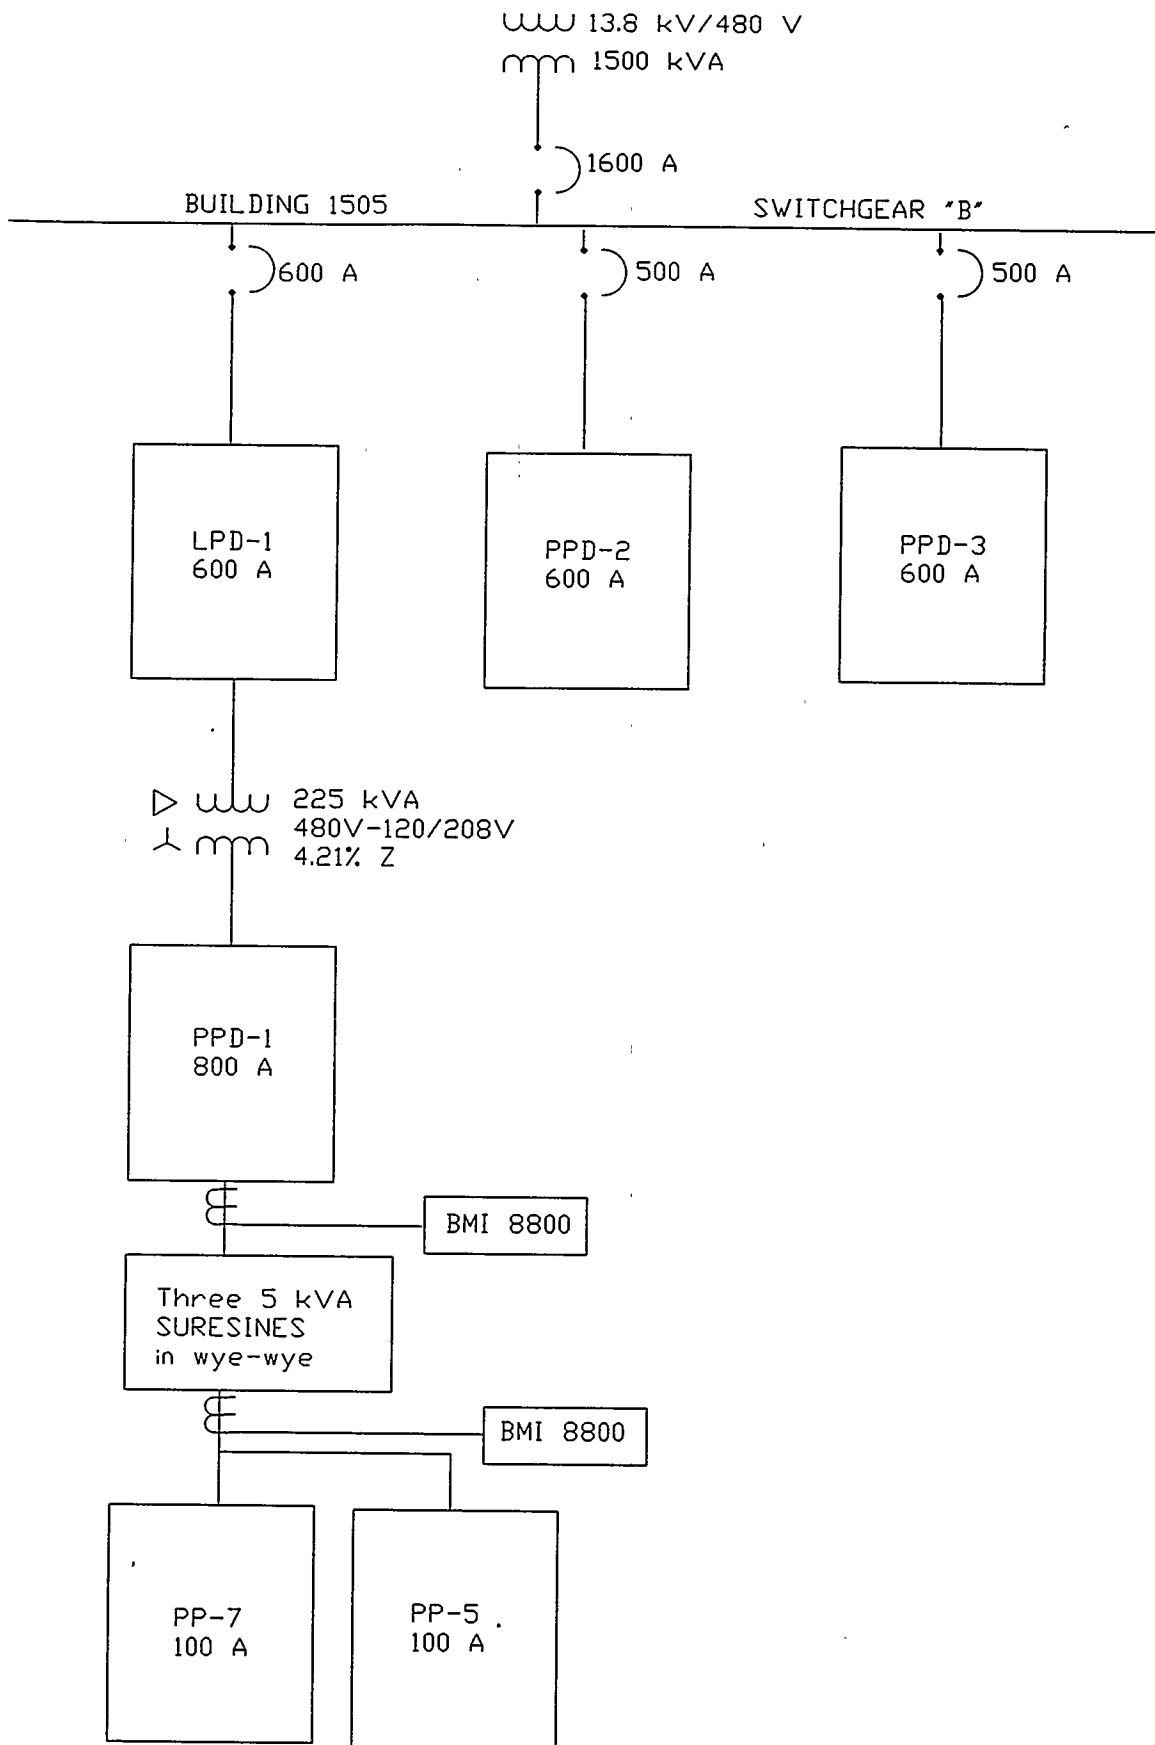 13.8 kV/480 V
1500 kVA
1600 A
BUILDING 1505
SWITCHGEAR "B"
600 A
500 A
500 A
LPD-1
600 A
PPD-2
600 A
PPD-3
600 A
225 kVA
480V-120/208V
4.21% Z
PPD-1
800 A
BMI 8800
Three 5 kVA
SURESINES
in wye-wye
BMI 8800
PP-7
100 A
PP-5
100 A